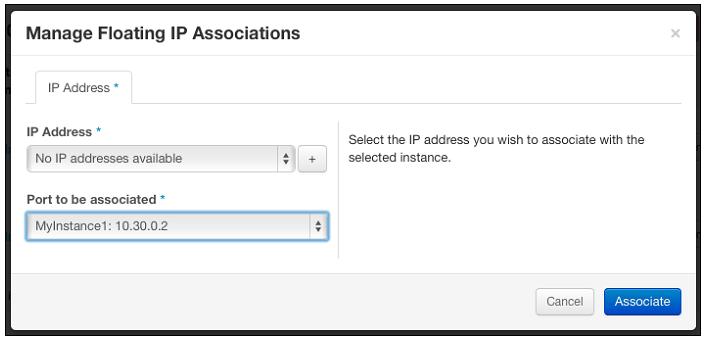 Manage Floating IP Associations
×
IP Address *
IP Address *
No IP addresses available
+
Port to be associated *
MyInstance1: 10.30.0.2
Select the IP address you wish to associate with the
selected instance.
Cancel
Associate